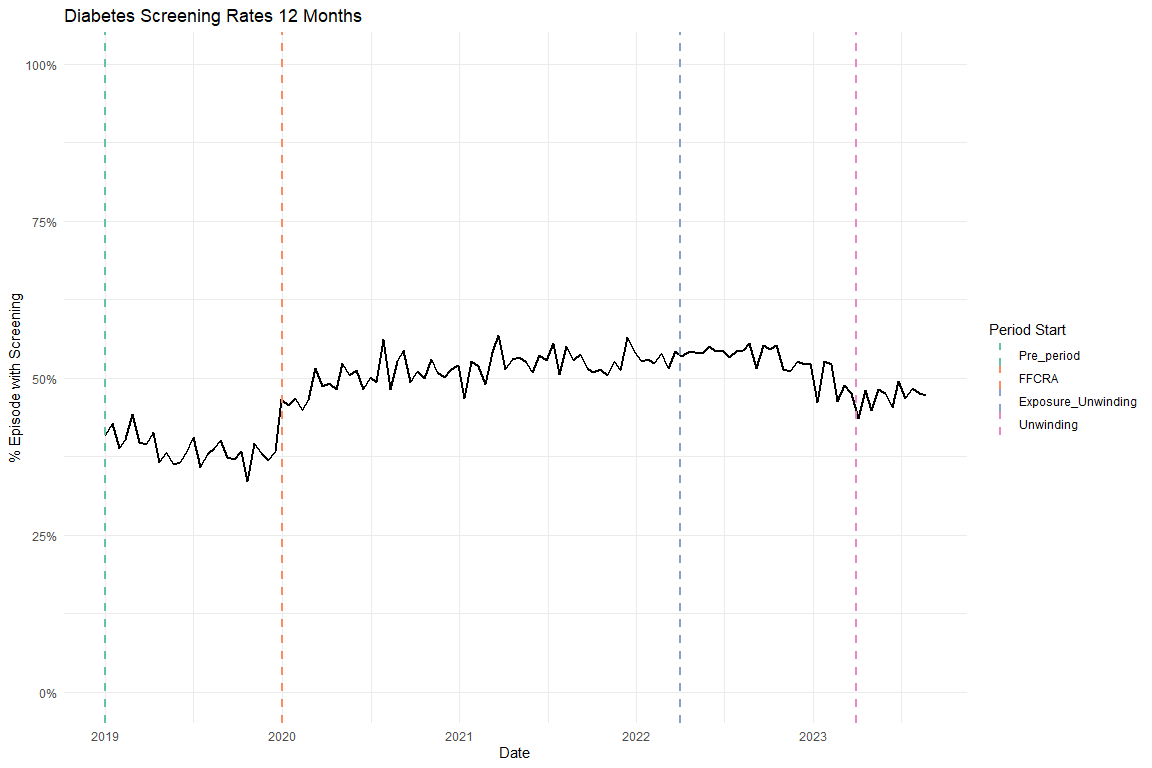 Diabetes Screening Rates 12 Months
% Episode with Screening
100%
75%
50%
25%
0%
2019
2020
2021
2022
2023
Date
Period Start
Pre_period
FFCRA
Exposure_Unwinding
Unwinding